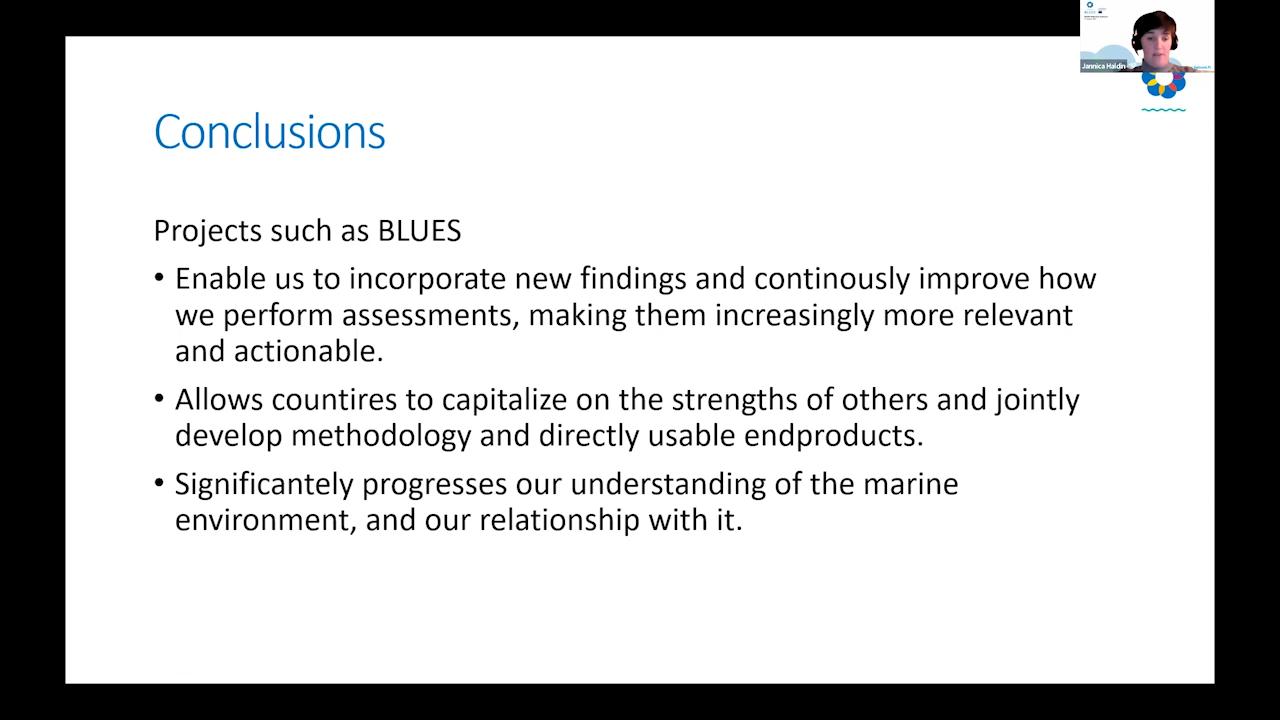 Jannica Haldin
Conclusions
Projects such as BLUES
• Enable us to incorporate new findings and continously improve how
we perform assessments, making them increasingly more relevant
and actionable.
• Allows countires to capitalize on the strengths of others and jointly
develop methodology and directly usable endproducts.
• Significantely progresses our understanding of the marine
environment, and our relationship with it.